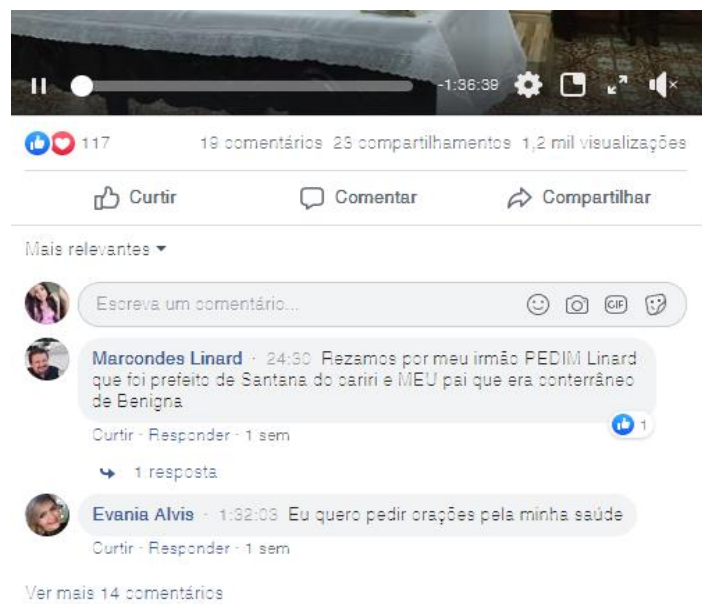 -1:36:39
117 19 comentários 23 compartilhamentos 1,2 mil visualizações
Curtir Comentar Compartilhar
Mais relevantes
Escreva um comentário...
GIF
Marcondes Linard · 24:30 Rezamos por meu irmão PEDIM Linard
que foi prefeito de Santana do cariri e MEU pai que era conterrâneo
de Benigna
1
Curtir · Responder · 1 sem
1 resposta
Evania Alvis · 1:32:03 Eu quero pedir orações pela minha saúde
Curtir · Responder · 1 sem
Ver mais 14 comentários